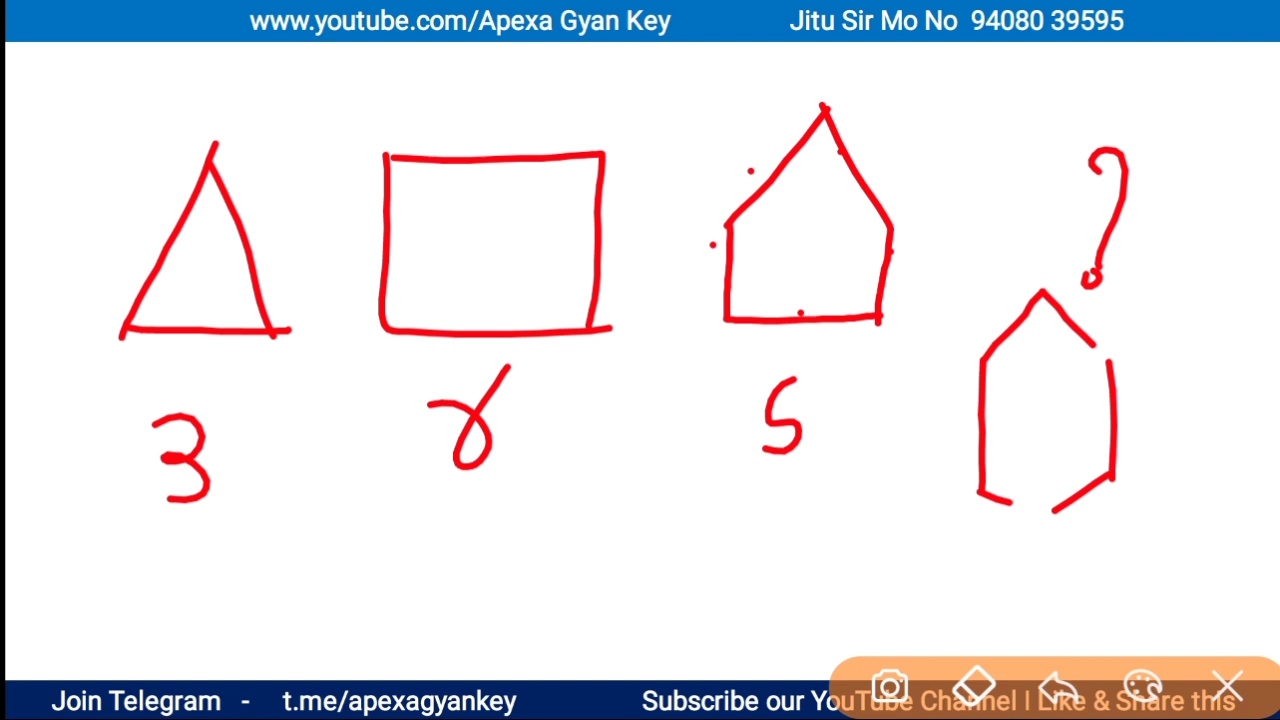 www.youtube.com/Apexa Gyan Key Jitu Sir Mo No 94080 39595
?
3 ૪ 5
Join Telegram - t.me/apexagyankey Subscribe our YouTube Channel | Like & Share this